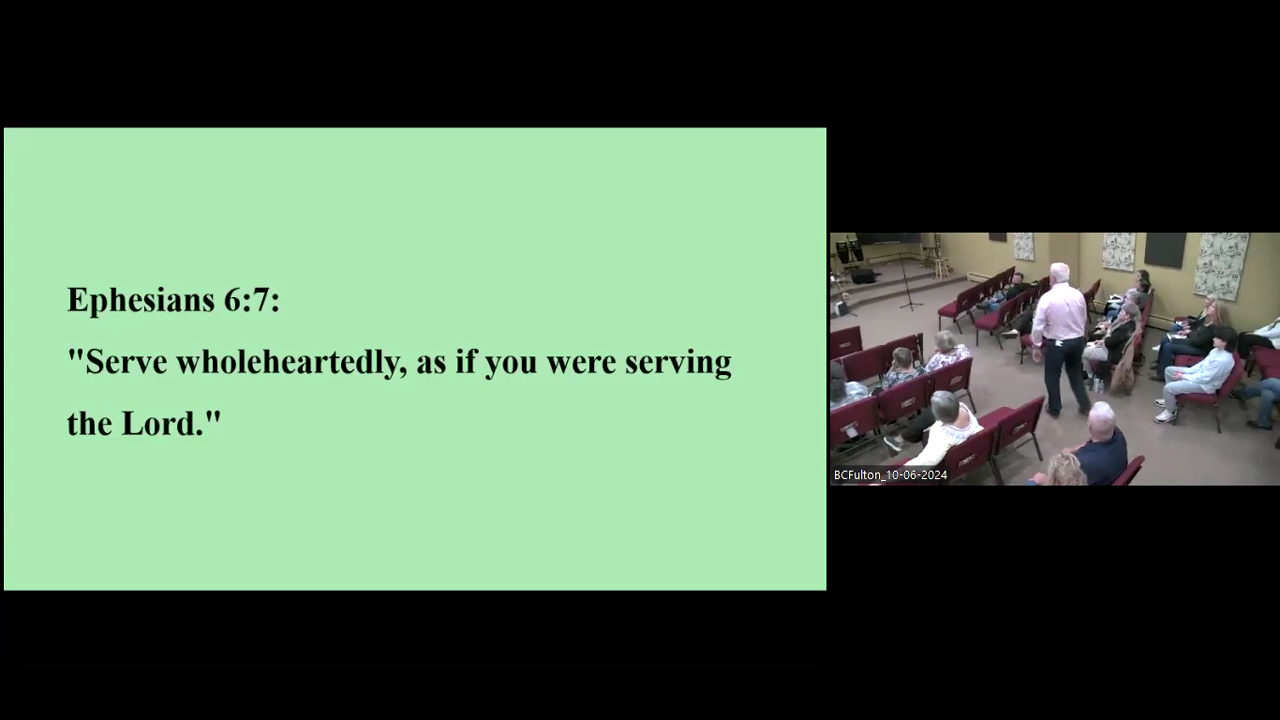 Ephesians 6:7:
"Serve wholeheartedly, as if you were serving
the Lord."
BCFulton_10-06-2024